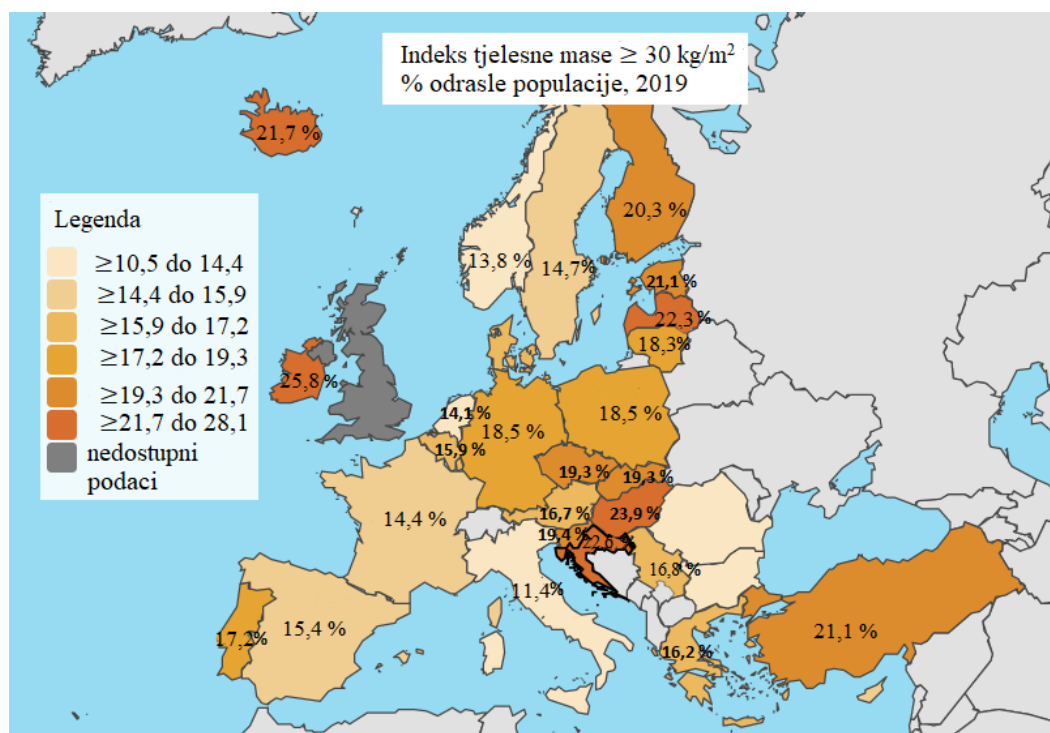 Indeks tjelesne mase ≥ 30 kg/m²
% odrasle populacije, 2019
21,7 %
Legenda
≥10,5 do 14,4
≥14,4 do 15,9
≥15,9 do 17,2
≥17,2 do 19,3
≥19,3 do 21,7
≥21,7 do 28,1
nedostupni
podaci
20,3 %
13,8 %
14,7%
21,1 %
22,3%
18,3%
25,8 %
14,1 %
18,5 %
18,5 %
15,9 %
19,3 %
19,3 %
16,7 %
23,9 %
14,4 %
19,4 %
22,6 %
16,8 %
11,4%
15,4 %
17,2%
16,2 %
21,1 %